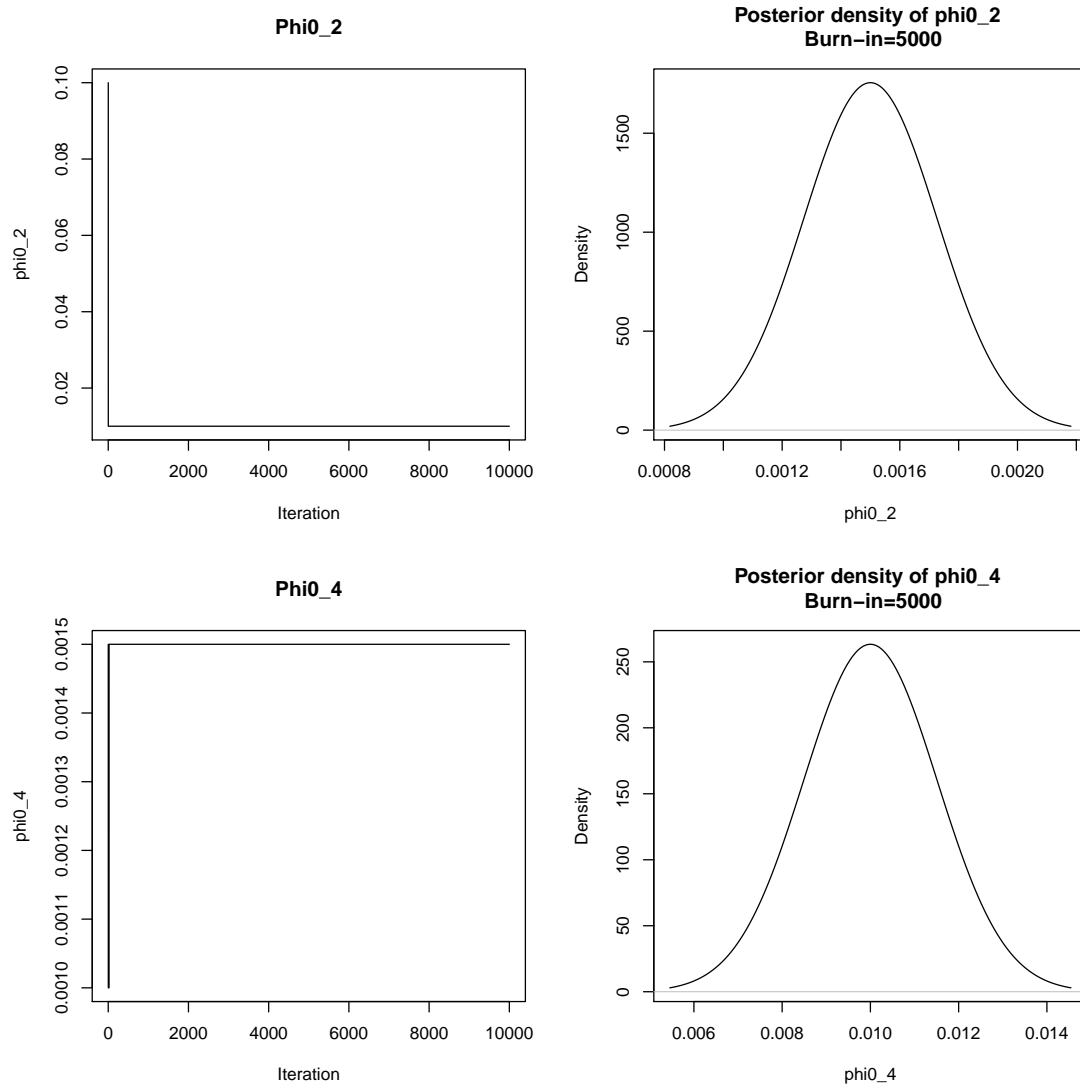 Phi0_2
0.10
0.08
0.06
0.04
0.02
phi0_2
0 2000 4000 6000 8000 10000
Iteration
Posterior density of phi0_2
Burn−in=5000
1500
1000
500
0
Density
0.0008 0.0012 0.0016 0.0020
phi0_2
Phi0_4
0.0015
0.0014
0.0013
0.0012
0.0011
0.0010
phi0_4
0 2000 4000 6000 8000 10000
Iteration
Posterior density of phi0_4
Burn−in=5000
250
200
150
100
50
0
Density
0.006 0.008 0.010 0.012 0.014
phi0_4